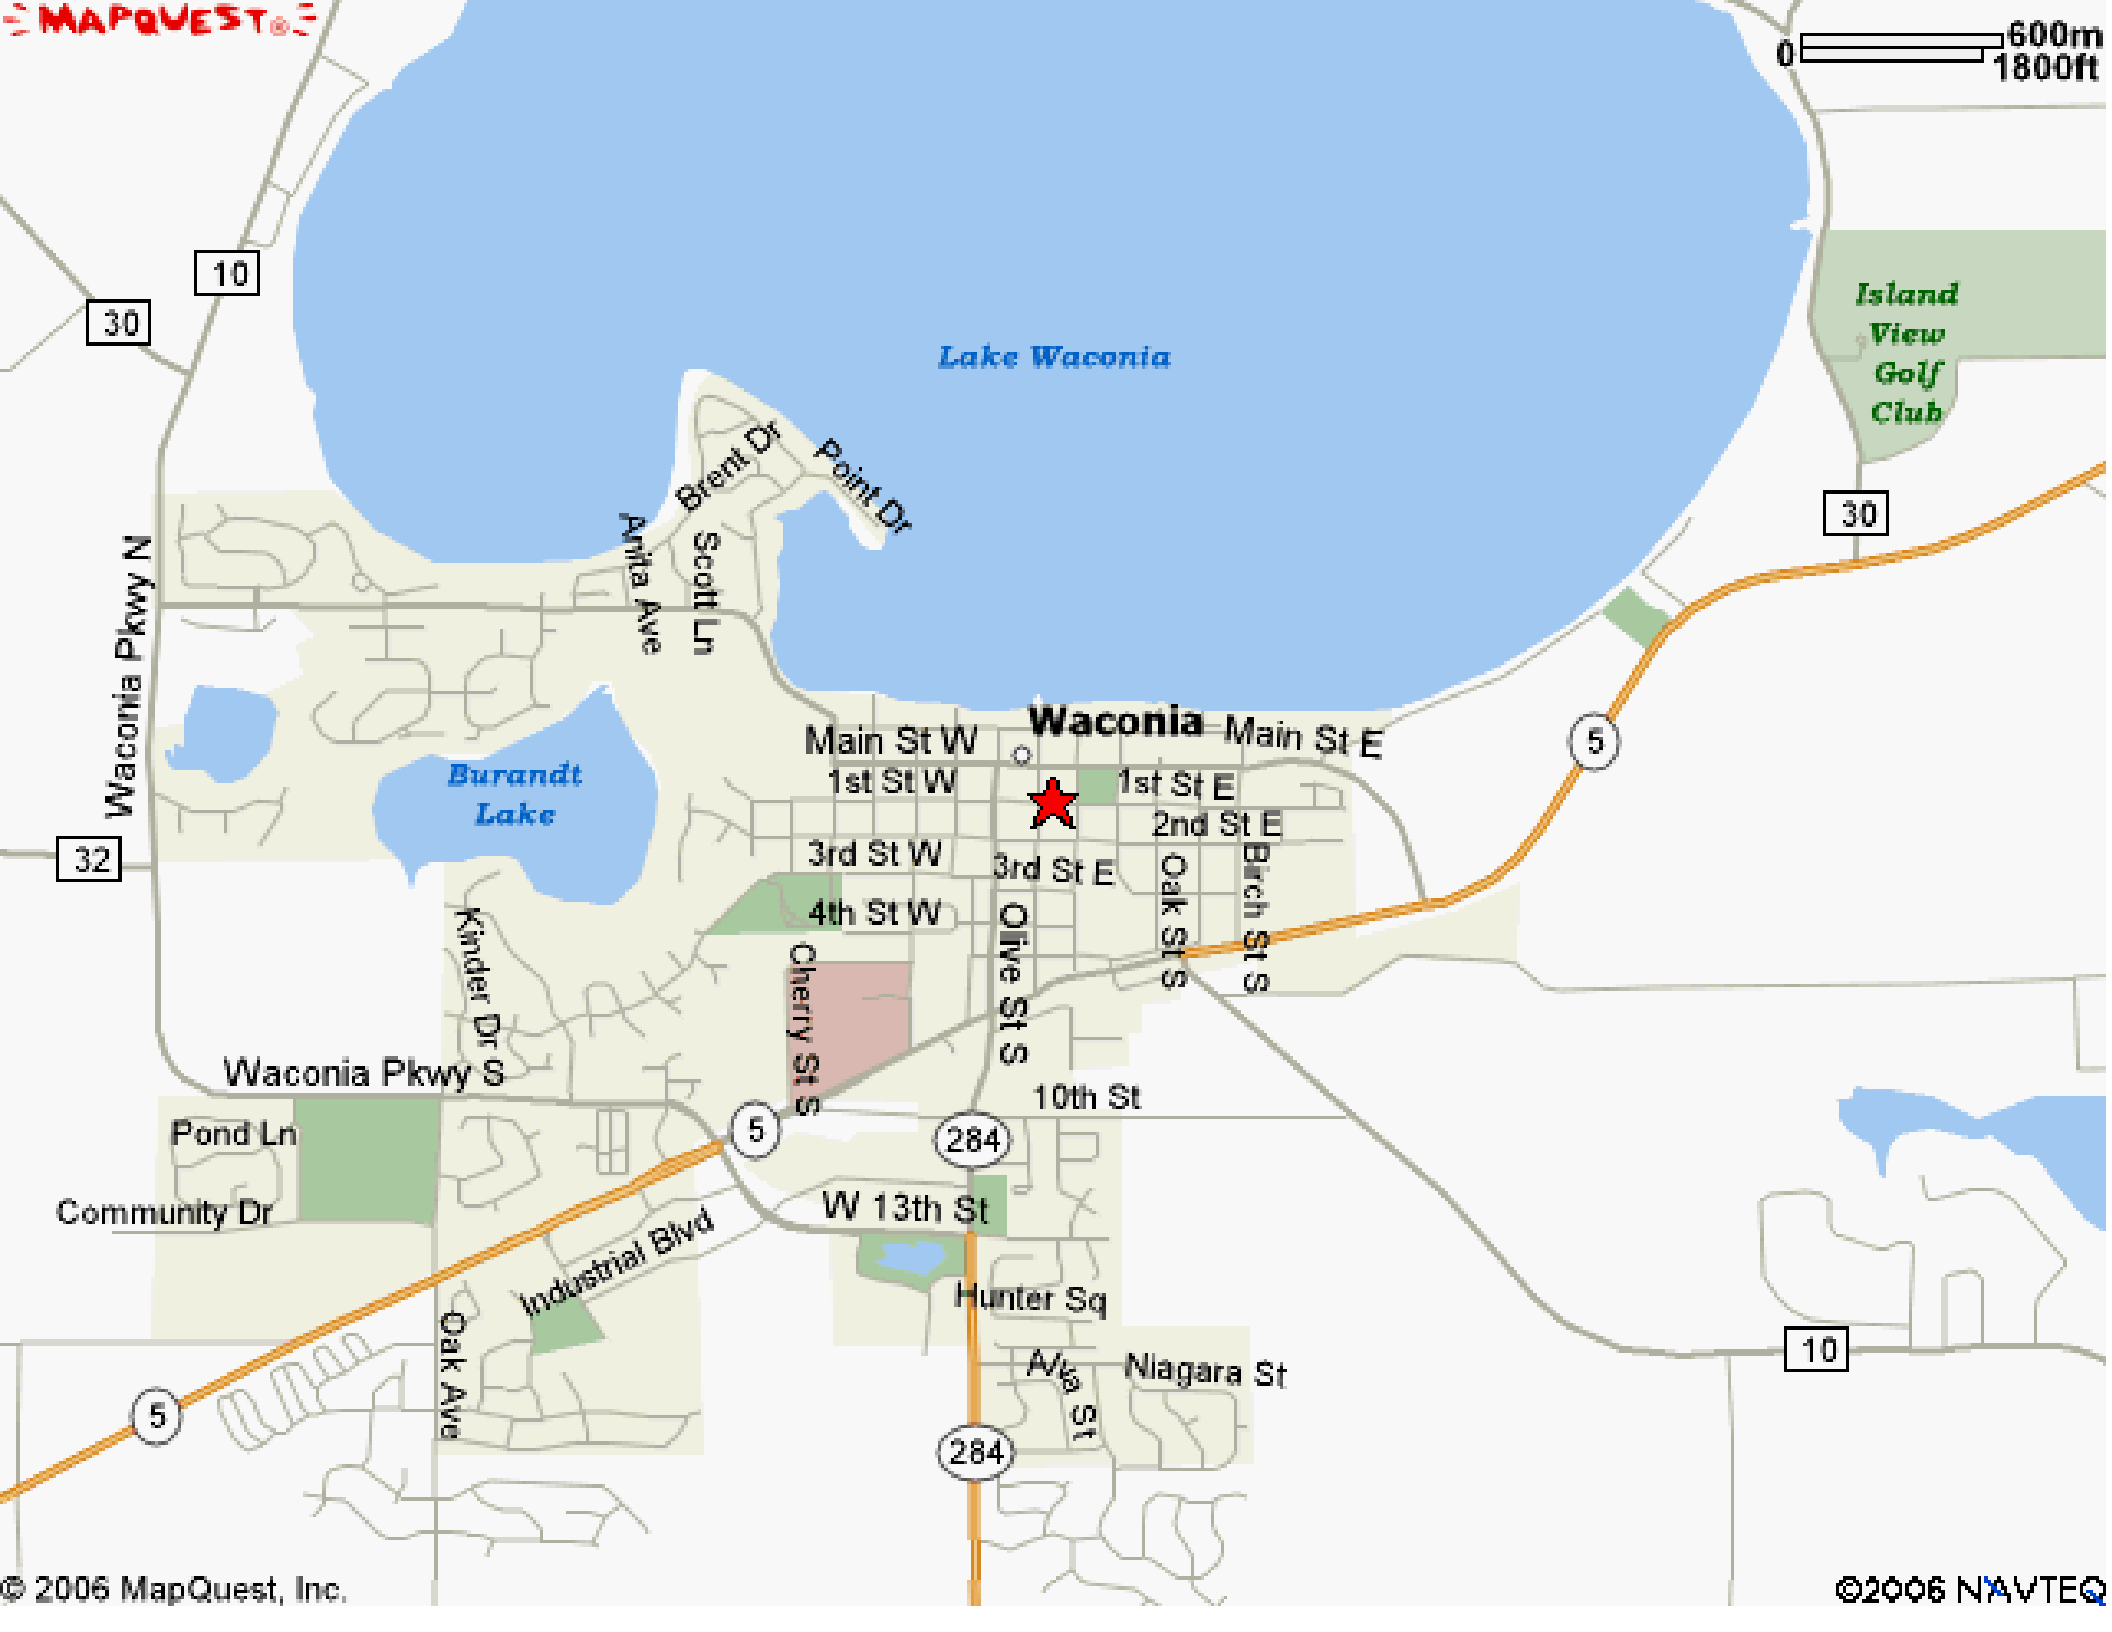 MAPQUEST®
0 600m
1800ft
10
30
Island
View
Golf
Club
Lake Waconia
Brent Dr
Point Dr
30
Anita Ave
Scott Ln
Waconia Pkwy N
Waconia
Main St W
Main St E
5
Burandt
Lake
1st St W
1st St E
2nd St E
32
3rd St W
3rd St E
Oak St S
Birch St S
4th St W
Olive St S
Kinder Dr
Cherry St S
Waconia Pkwy S
10th St
Pond Ln
5
284
Community Dr
W 13th St
Industrial Blvd
Hunter Sq
Oak Ave
10
Niagara St
5
284
© 2006 MapQuest, Inc.
©2006 NAVTEQ